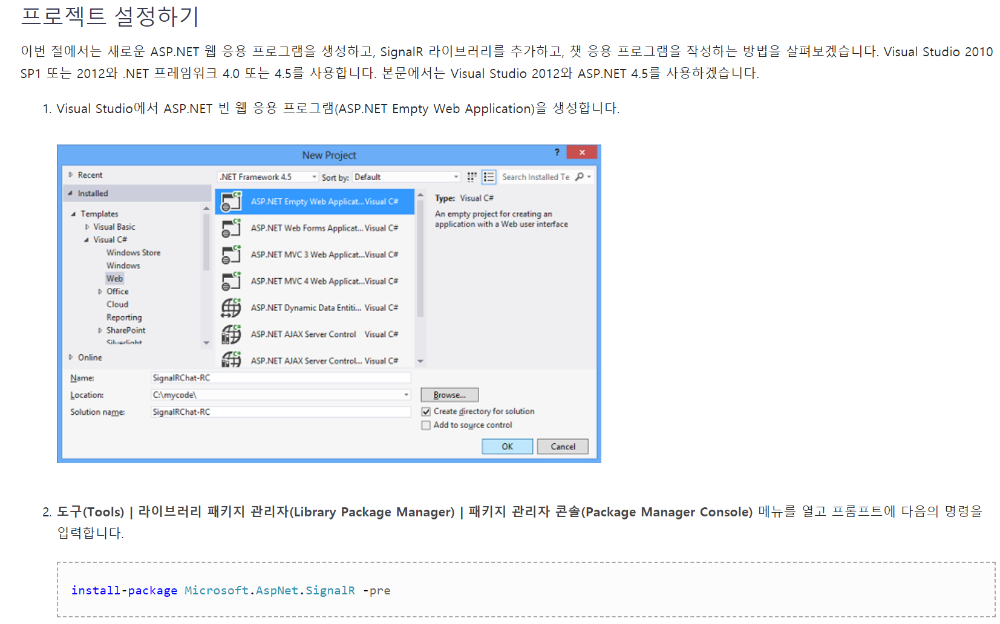 프로젝트 설정하기
이번 절에서는 새로운 ASP.NET 웹 응용 프로그램을 생성하고, SignalR 라이브러리를 추가하고, 챗 응용 프로그램을 작성하는 방법을 살펴보겠습니다. Visual Studio 2010
SP1 또는 2012와 .NET 프레임워크 4.0 또는 4.5를 사용합니다. 본문에서는 Visual Studio 2012와 ASP.NET 4.5를 사용하겠습니다.
1. Visual Studio에서 ASP.NET 빈 웹 응용 프로그램(ASP.NET Empty Web Application)을 생성합니다.
New Project
?
Recent
.NET Framework 4.5
Sort by: Default
Search Installed Te
Installed
Templates
Visual Basic
Visual C#
Windows Store
Windows
Web
Office
Cloud
Reporting
SharePoint
Silverlight
Online
ASP.NET Empty Web Applicat... Visual C#
ASP.NET Web Forms Applicat... Visual C#
ASP.NET MVC 3 Web Applicat...Visual C#
ASP.NET MVC 4 Web Applicat...Visual C#
ASP.NET Dynamic Data Entiti... Visual C#
ASP.NET AJAX Server Control Visual C#
ASP.NET AJAX Server Control... Visual C#
Type: Visual C#
An empty project for creating an
application with a Web user interface
Name: SignalRChat-RC
Location: C:\mycode\
Browse...
Solution name: SignalRChat-RC
Create directory for solution
Add to source control
OK
Cancel
2. 도구(Tools) | 라이브러리 패키지 관리자(Library Package Manager) | 패키지 관리자 콘솔(Package Manager Console) 메뉴를 열고 프롬프트에 다음의 명령을
입력합니다.
install-package Microsoft.AspNet.SignalR -pre